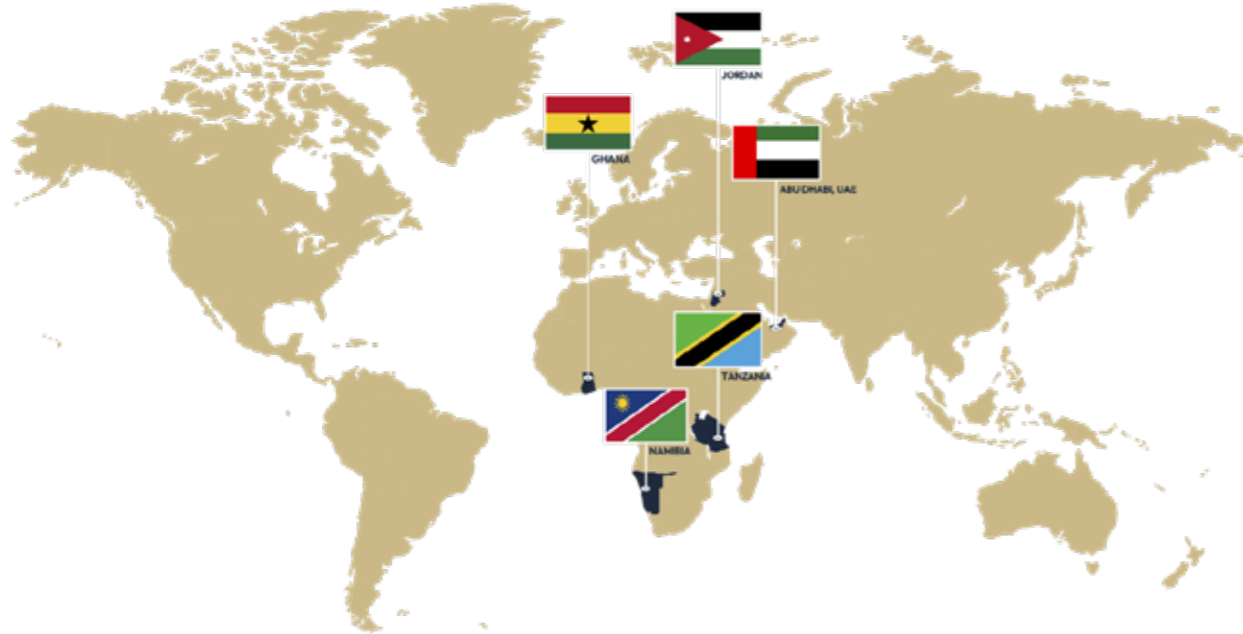 JORDAN
GHANA
ABU DHABI, UAE
TANZANIA
NAMIBIA